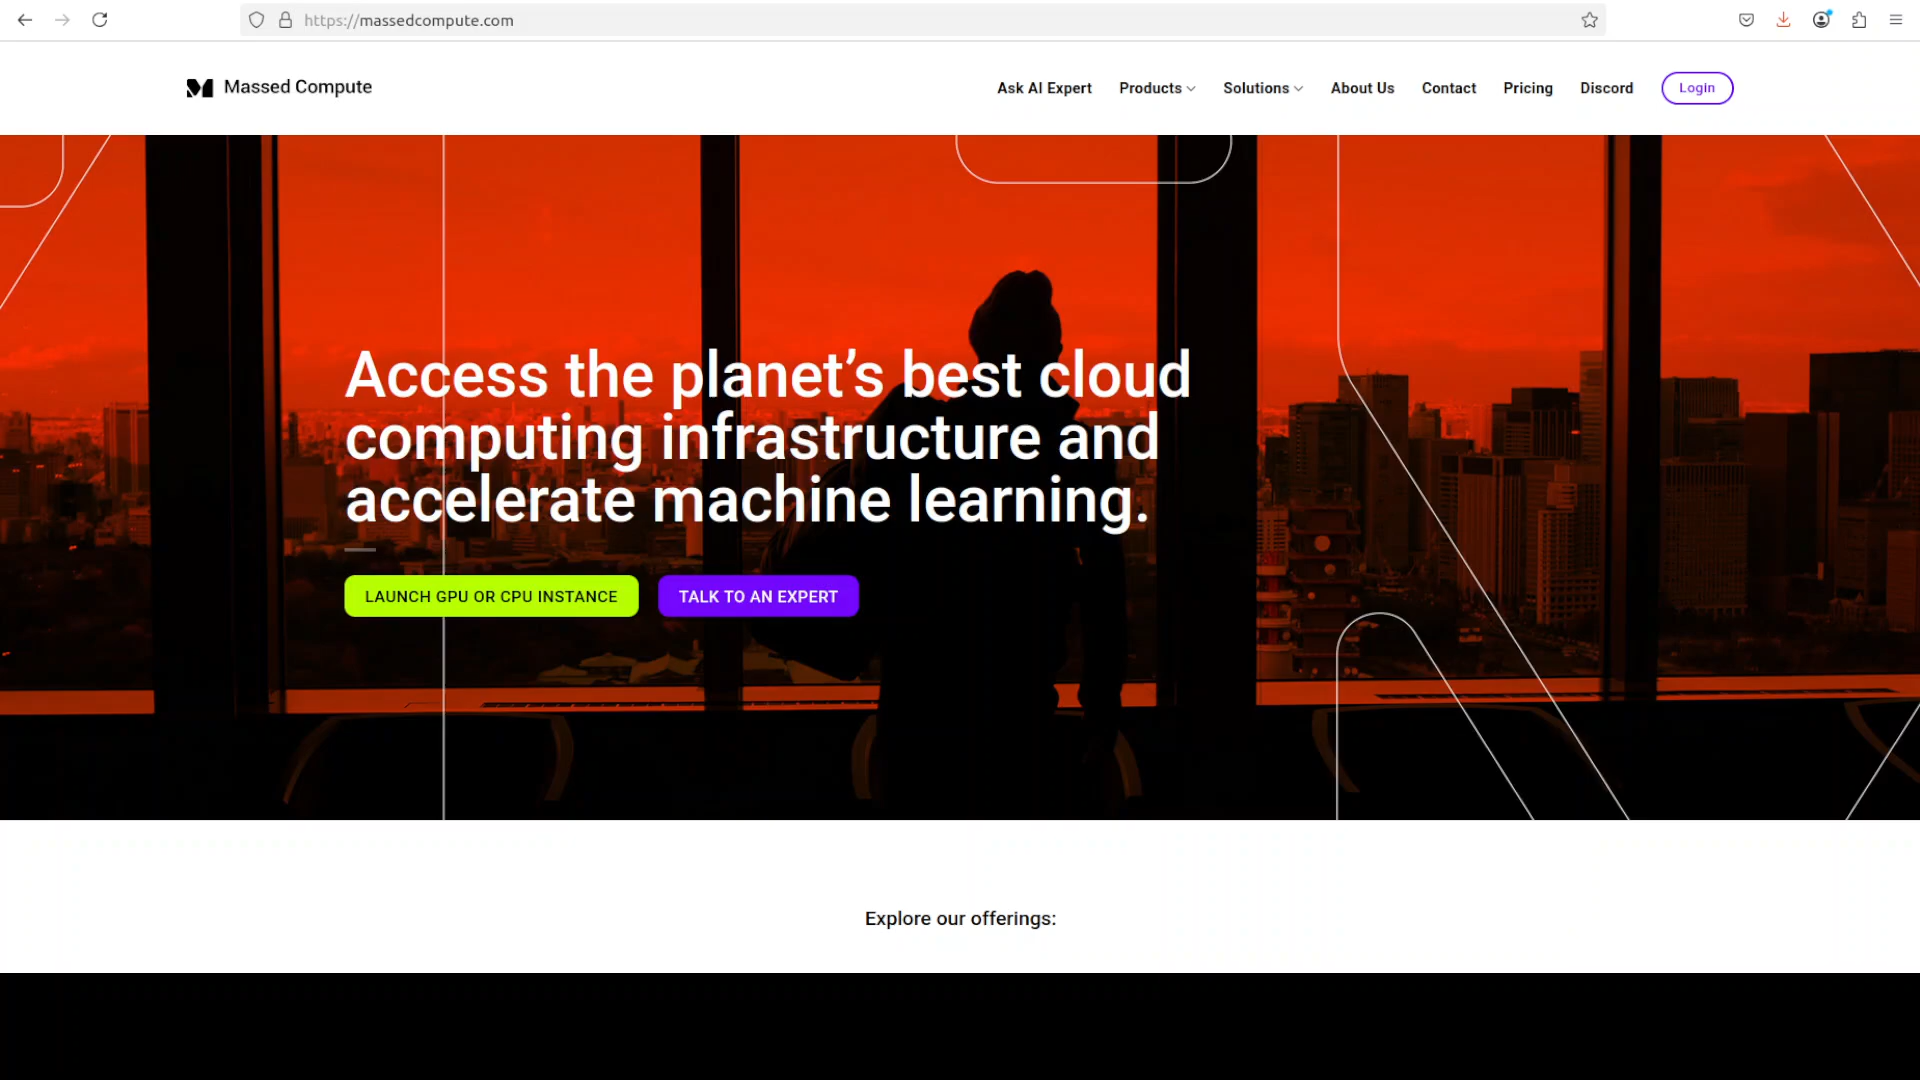 https://massedcompute.com
Massed Compute
Ask AI Expert
Products
Solutions
About Us
Contact
Pricing
Discord
Login
Access the planet’s best cloud
computing infrastructure and
accelerate machine learning.
LAUNCH GPU OR CPU INSTANCE
TALK TO AN EXPERT
Explore our offerings: